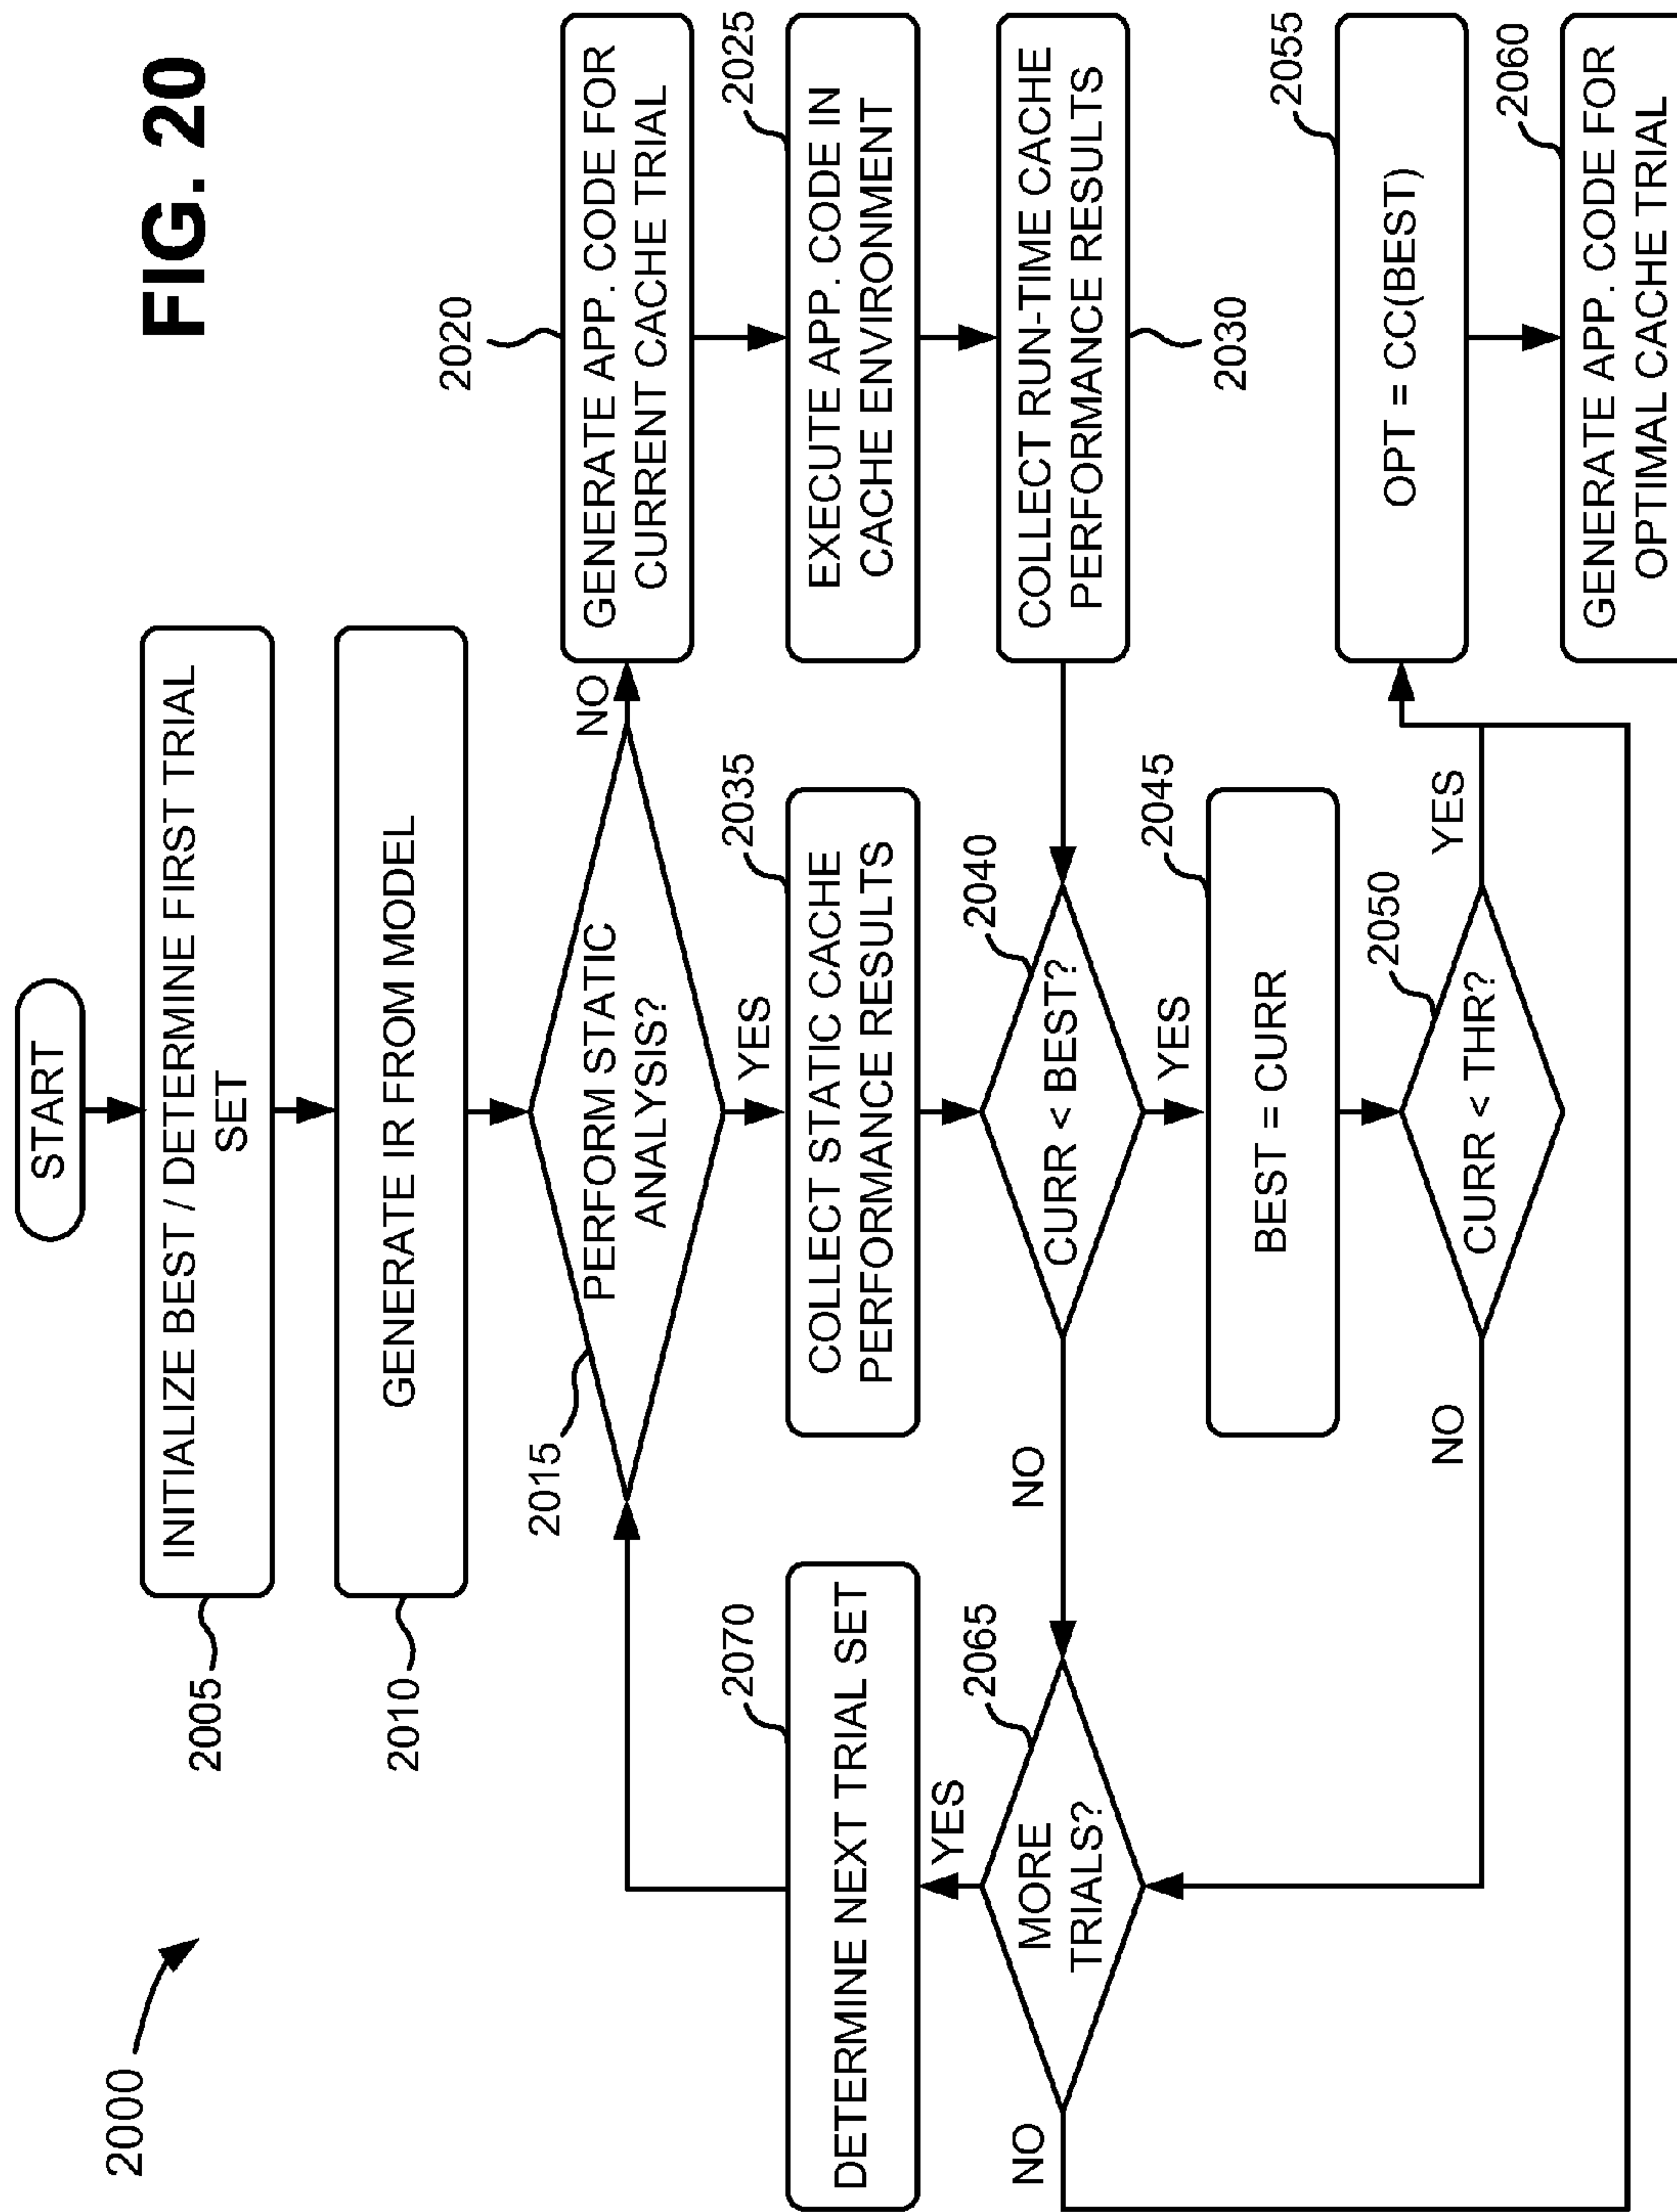 FIG. 20
2000
START
INITIALIZE BEST / DETERMINE FIRST TRIAL
SET
2005
GENERATE IR FROM MODEL
2010
PERFORM STATIC
ANALYSIS?
2015
NO
YES
2020
GENERATE APP. CODE FOR
CURRENT CACHE TRIAL
2025
EXECUTE APP. CODE IN
CACHE ENVIRONMENT
COLLECT RUN-TIME CACHE
PERFORMANCE RESULTS
2030
2035
COLLECT STATIC CACHE
PERFORMANCE RESULTS
2040
CURR < BEST?
NO
YES
2045
BEST = CURR
2050
CURR < THR?
NO
YES
2055
OPT = CC(BEST)
2060
GENERATE APP. CODE FOR
OPTIMAL CACHE TRIAL
2065
MORE
TRIALS?
NO
YES
2070
DETERMINE NEXT TRIAL SET